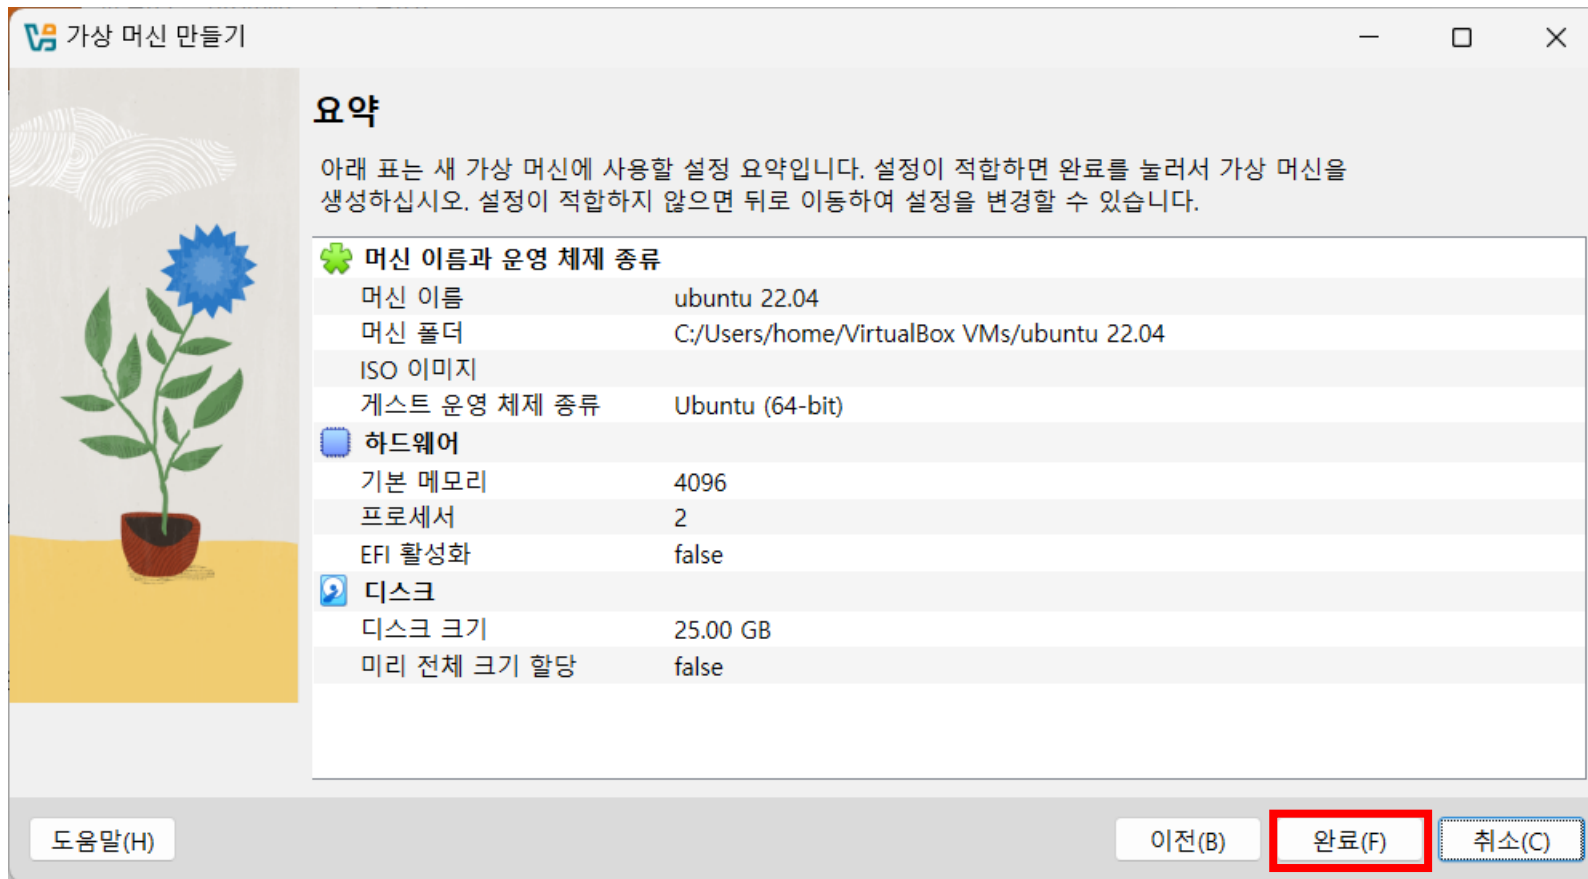 가상 머신 만들기
요약
아래 표는 새 가상 머신에 사용할 설정 요약입니다. 설정이 적합하면 완료를 눌러서 가상 머신을
생성하십시오. 설정이 적합하지 않으면 뒤로 이동하여 설정을 변경할 수 있습니다.
머신 이름과 운영 체제 종류
머신 이름 ubuntu 22.04
머신 폴더 C:/Users/home/VirtualBox VMs/ubuntu 22.04
ISO 이미지
게스트 운영 체제 종류 Ubuntu (64-bit)
하드웨어
기본 메모리 4096
프로세서 2
EFI 활성화 false
디스크
디스크 크기 25.00 GB
미리 전체 크기 할당 false
도움말(H) 이전(B) 완료(F) 취소(C)